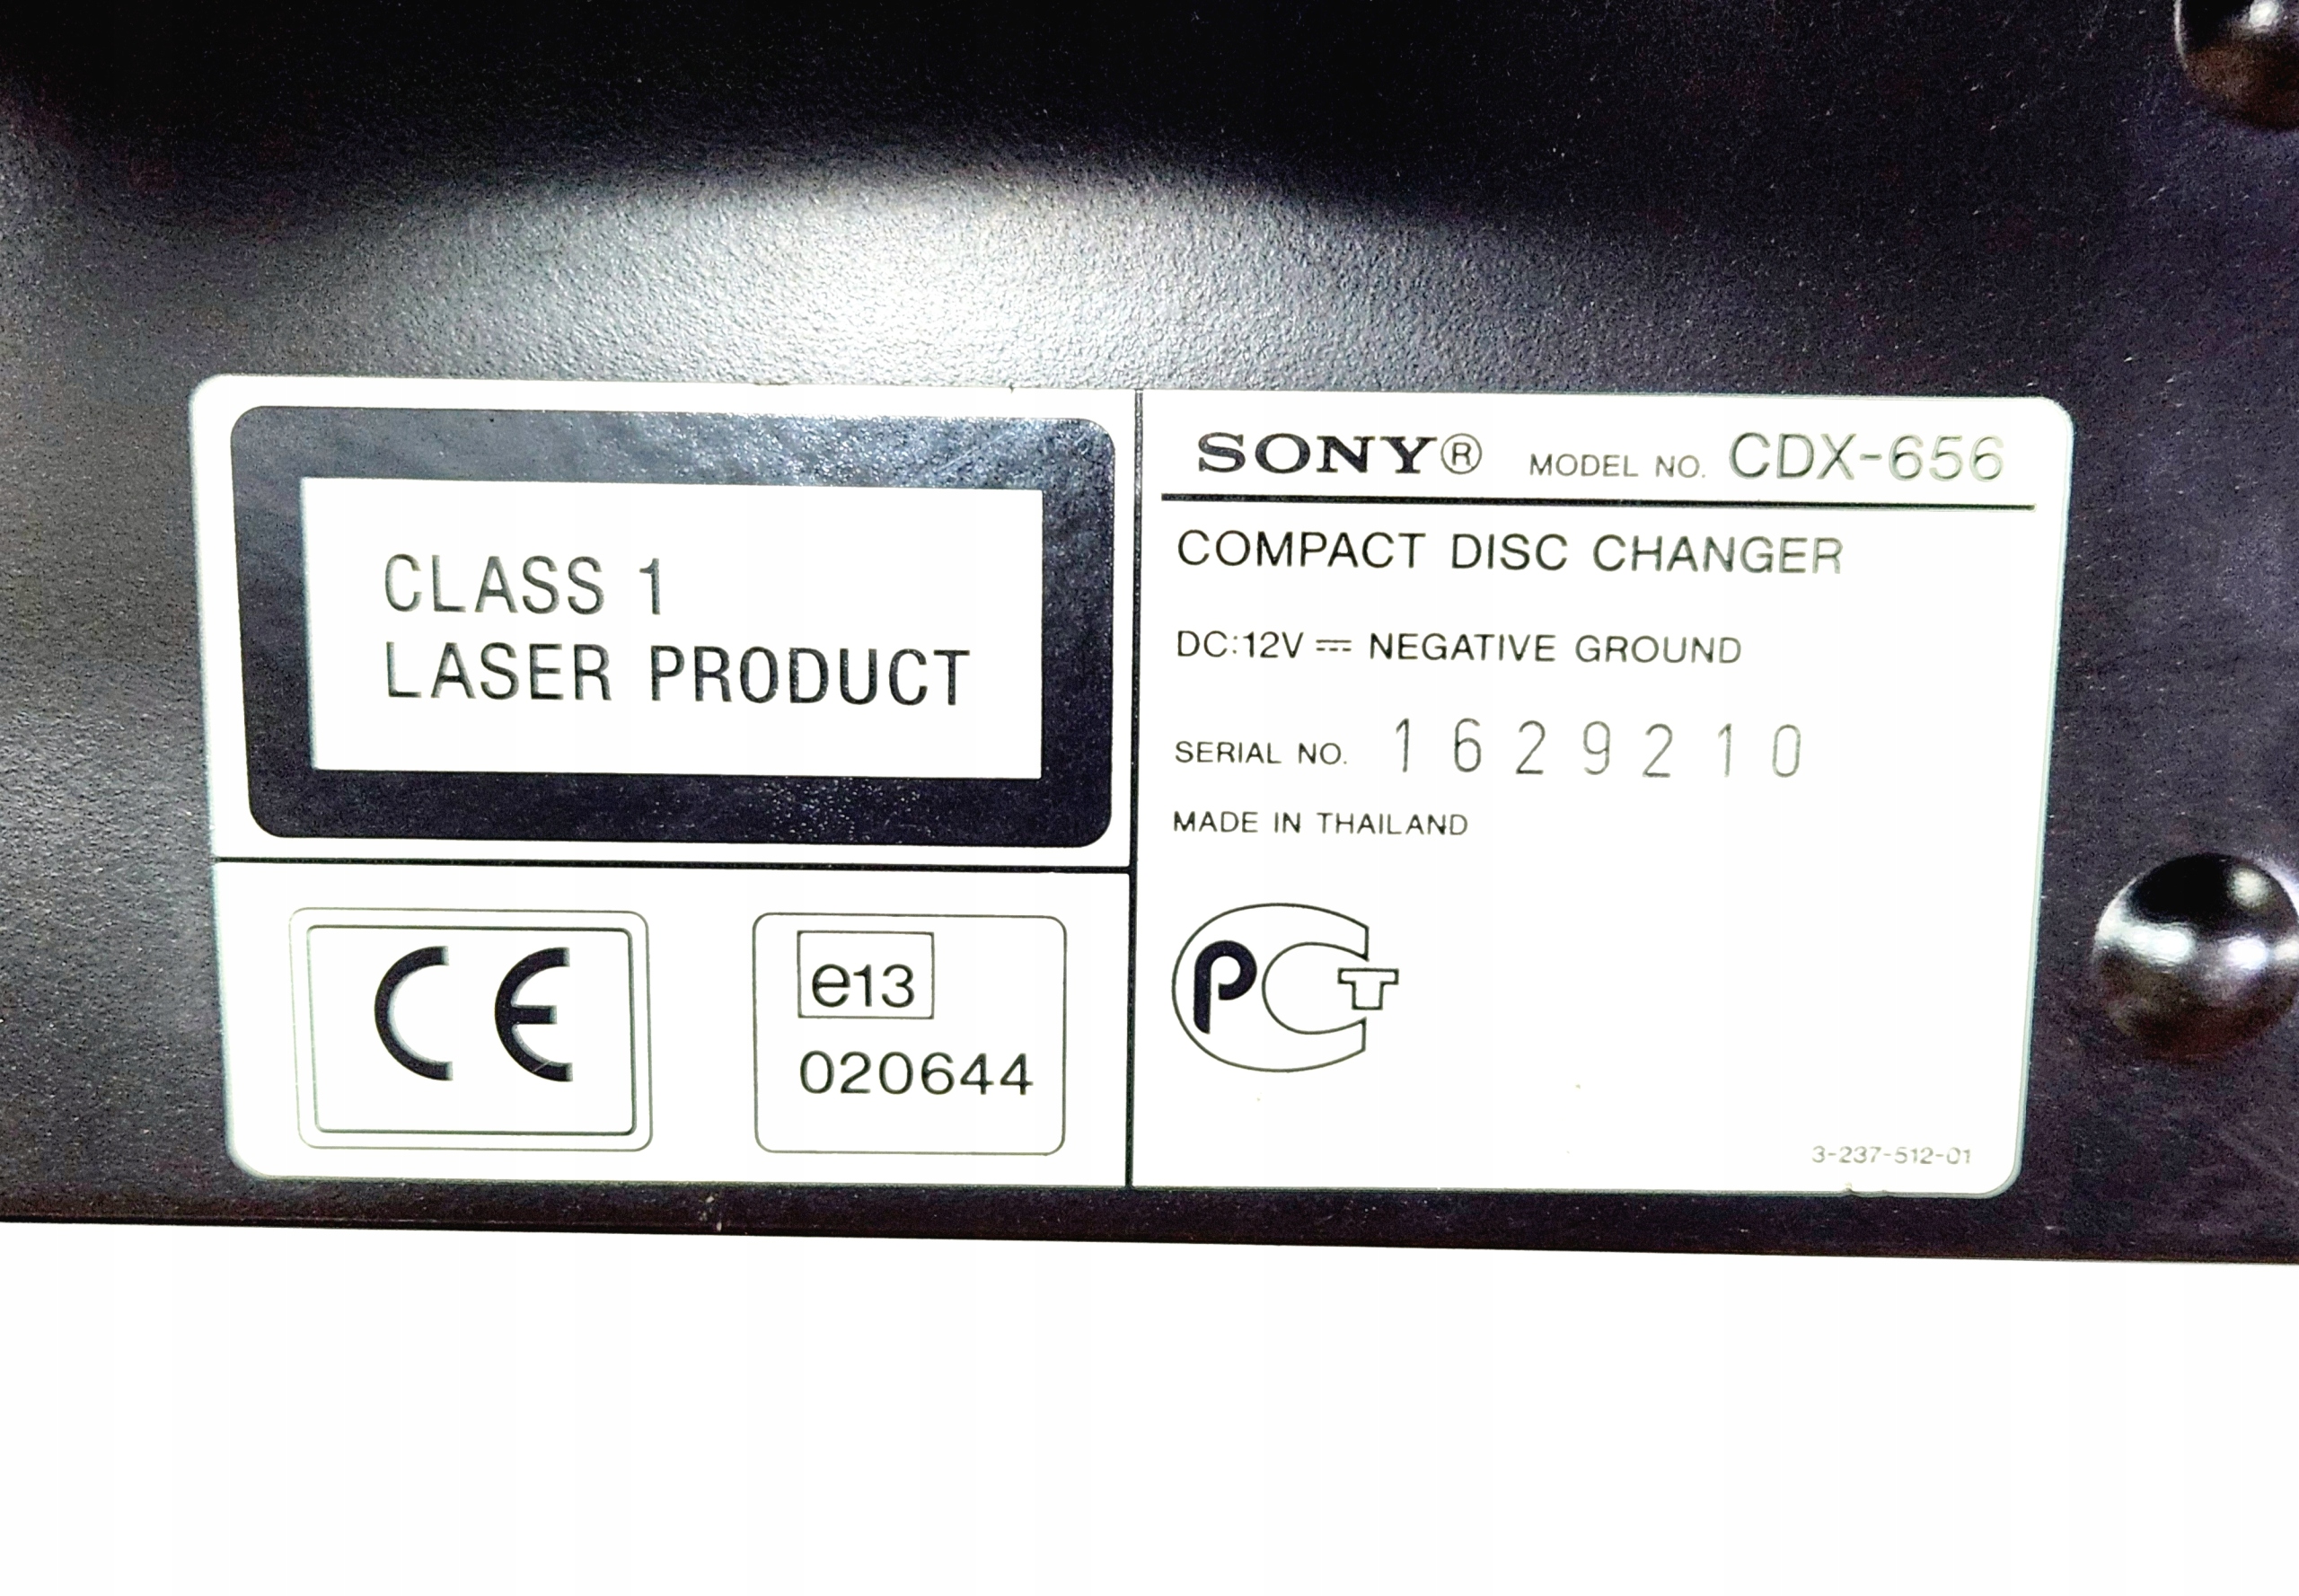 CLASS 1
LASER PRODUCT
CE
e13
020644
SONY® MODEL NO. CDX-656
COMPACT DISC CHANGER
DC:12V ⎓ NEGATIVE GROUND
SERIAL NO. 1629210
MADE IN THAILAND
РСТ
3-237-512-01